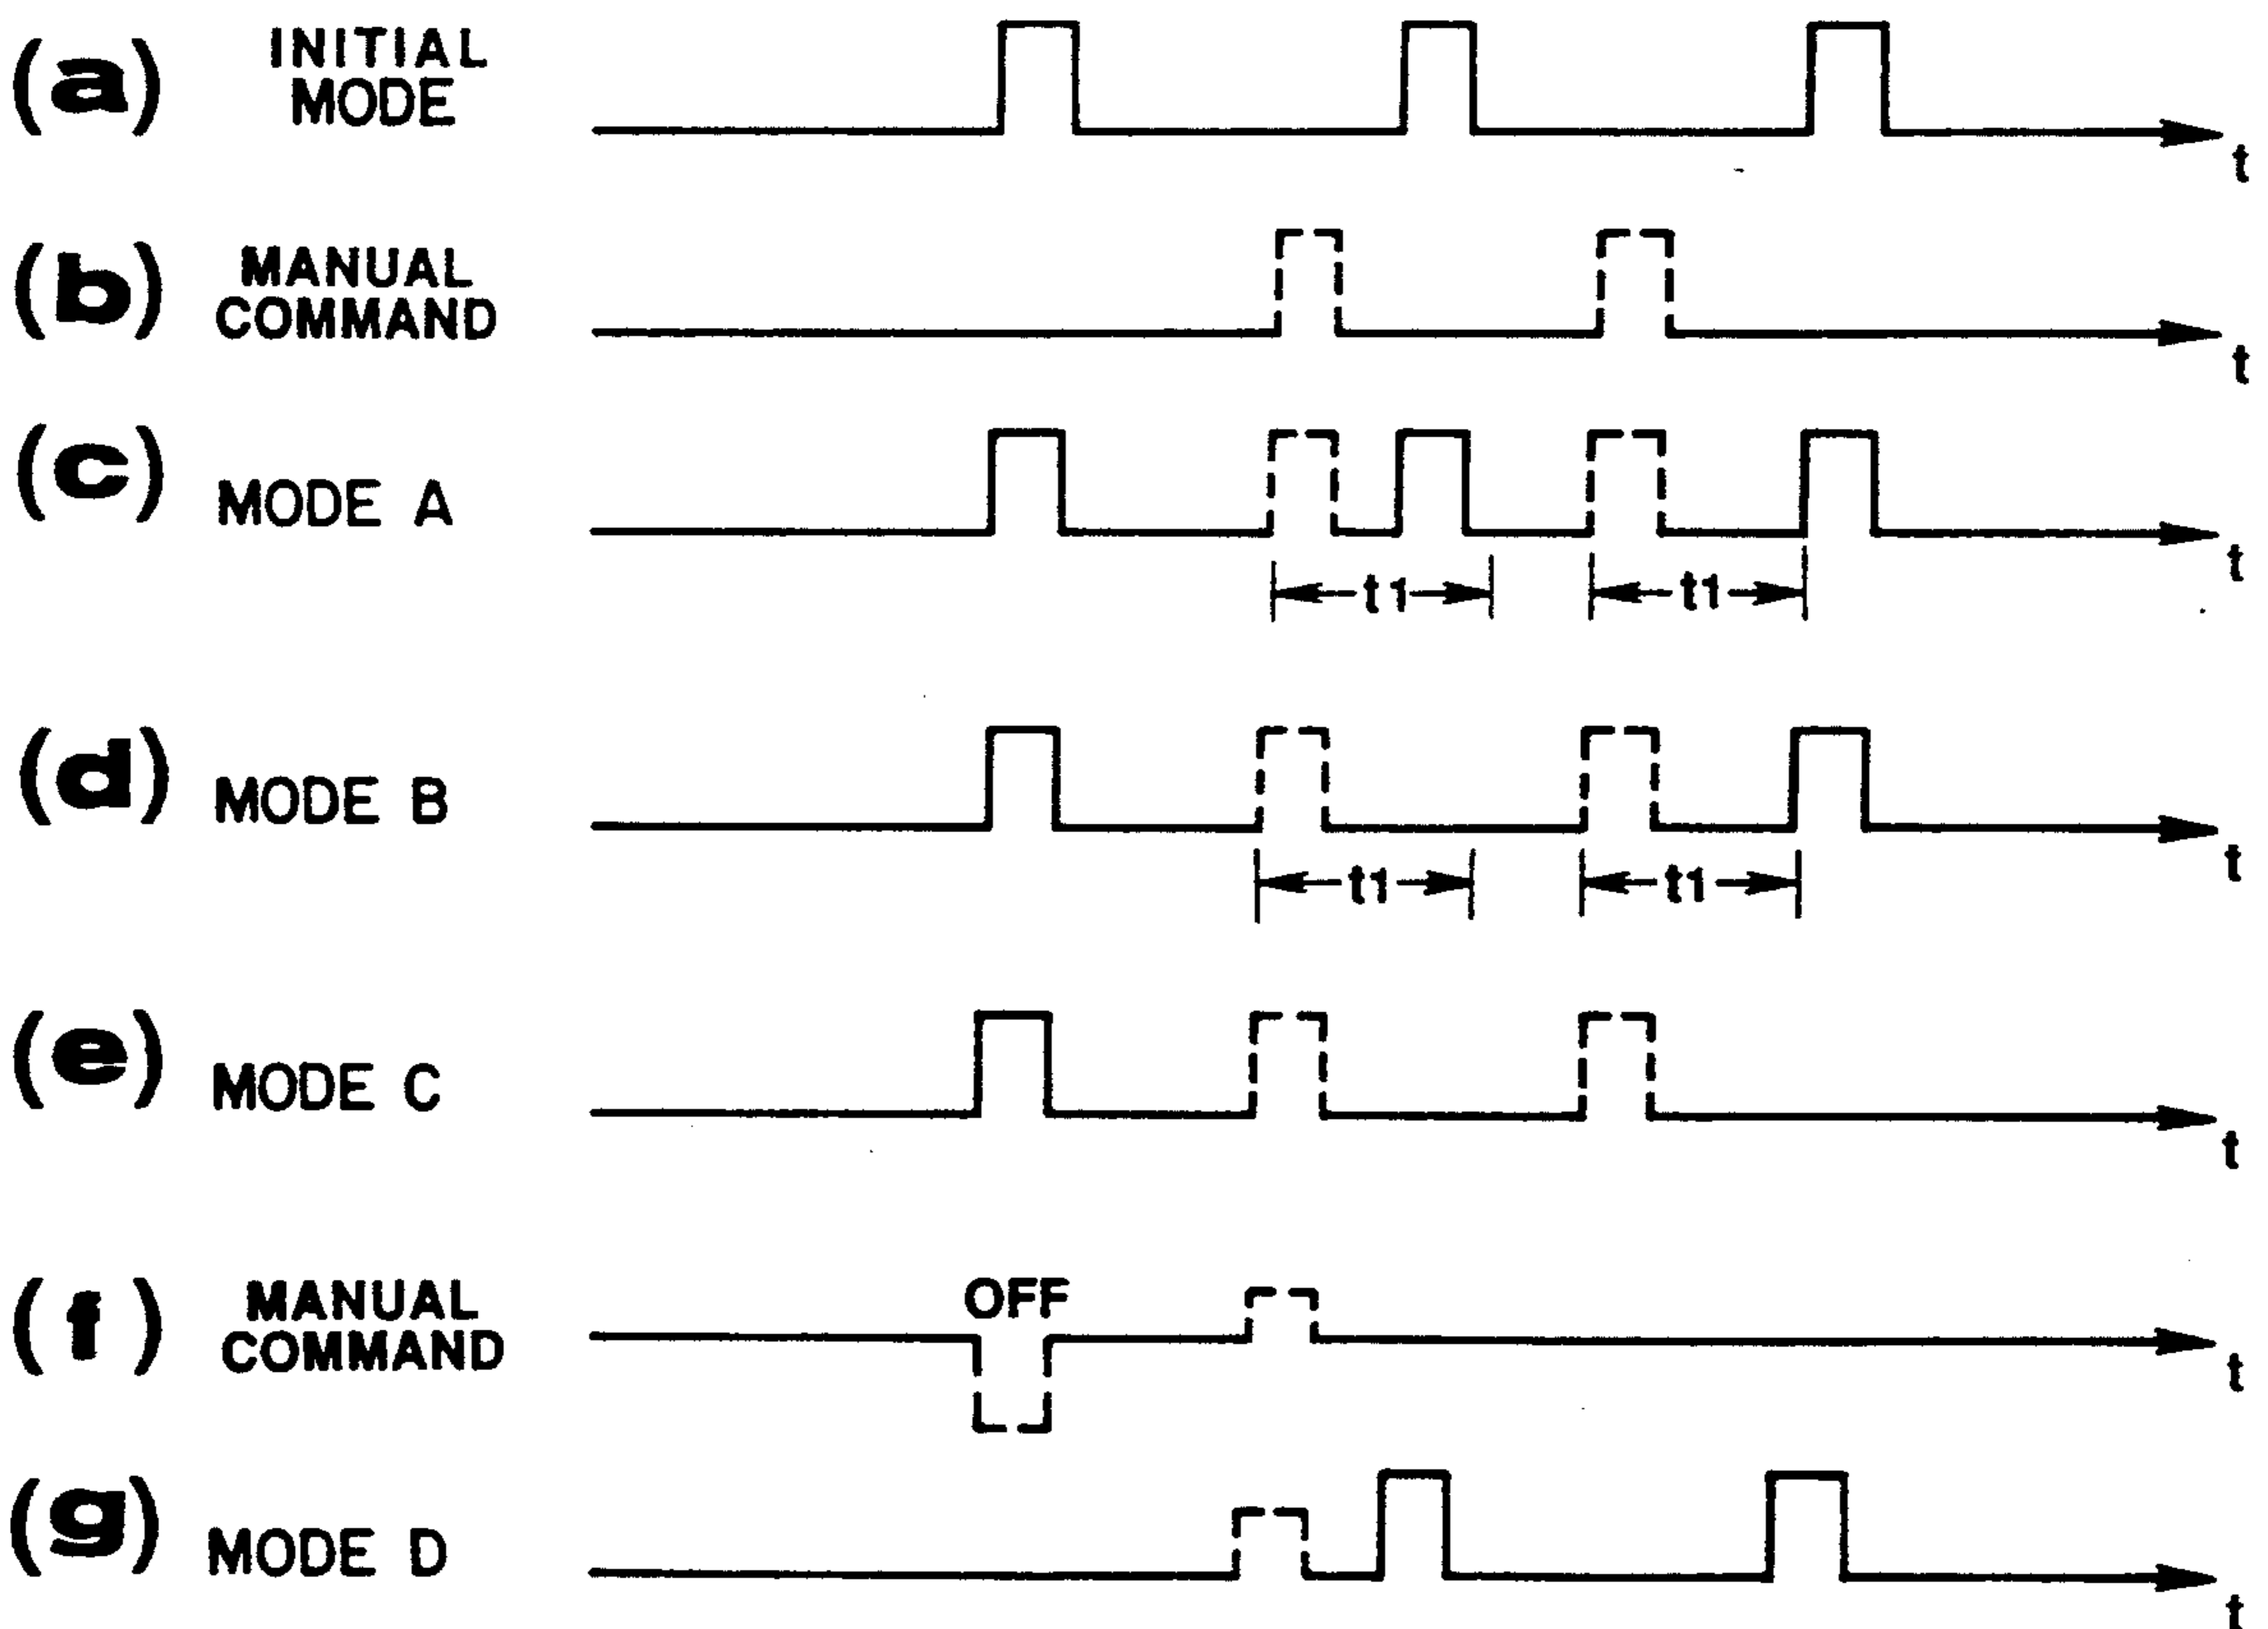 (a) INITIAL
MODE
t
(b) MANUAL
COMMAND
t
(c) MODE A
t
t1 t1
(d) MODE B
t
t1 t1
(e) MODE C
t
(f) MANUAL
COMMAND
OFF
t
(g) MODE D
t